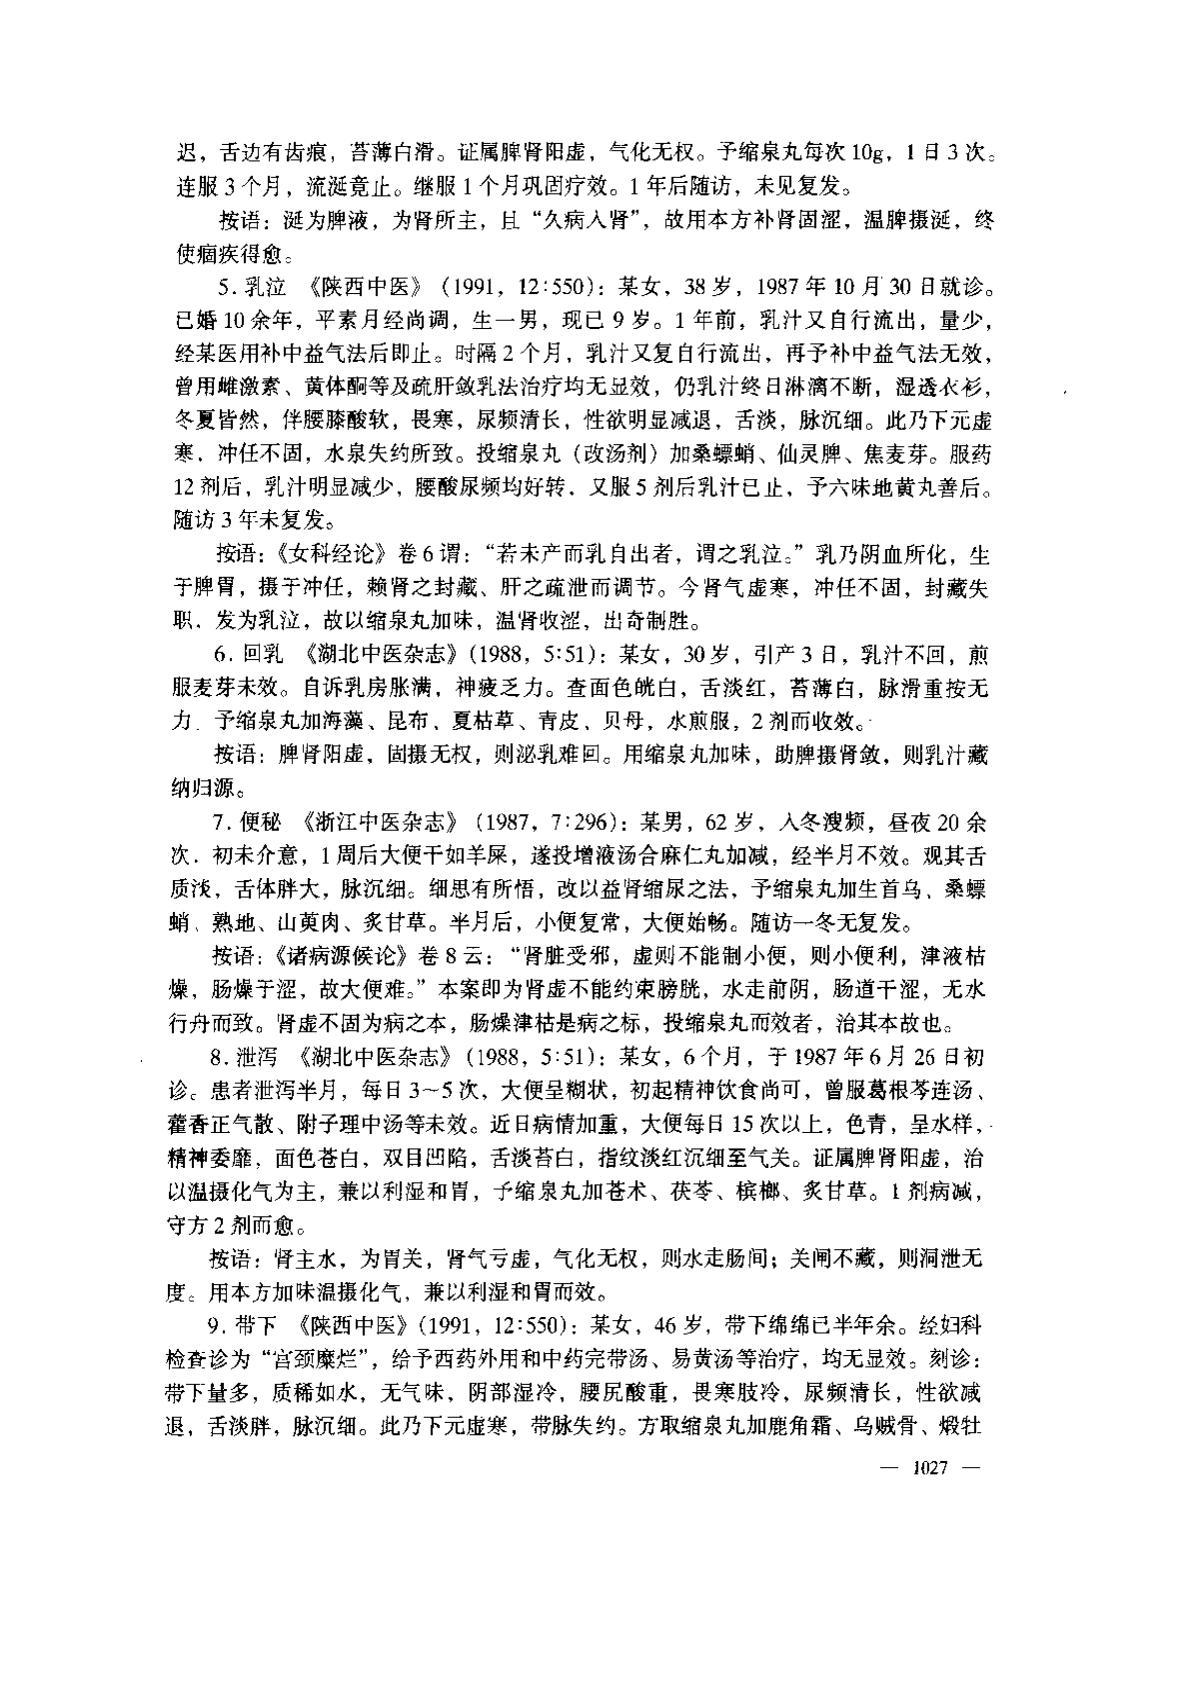 迟，舌边有齿痕，苔薄白滑。证属脾肾阳虚，气化无权。予缩泉丸每次 10g，1 日 3 次。
连服 3 个月，流涎竟止。继服 1 个月巩固疗效。1 年后随访，未见复发。
按语：涎为脾液，为肾所主，且“久病入肾”，故用本方补肾固涩，温脾摄涎，终
使痼疾得愈。
5. 乳泣 《陕西中医》（1991，12∶550）：某女，38 岁，1987 年 10 月 30 日就诊。
已婚 10 余年，平素月经尚调，生一男，现已 9 岁。1 年前，乳汁又自行流出，量少，
经某医用补中益气法后即止。时隔 2 个月，乳汁又复自行流出，再予补中益气法无效，
曾用雌激素、黄体酮等及疏肝敛乳法治疗均无显效，仍乳汁终日淋漓不断，湿透衣衫，
冬夏皆然，伴腰膝酸软，畏寒，尿频清长，性欲明显减退，舌淡，脉沉细。此乃下元虚
寒，冲任不固，水泉失约所致。投缩泉丸（改汤剂）加桑螵蛸、仙灵脾、焦麦芽。服药
12 剂后，乳汁明显减少，腰酸尿频均好转，又服 5 剂后乳汁已止，予六味地黄丸善后。
随访 3 年未复发。
按语：《女科经论》卷 6 谓：“若未产而乳自出者，谓之乳泣。”乳乃阴血所化，生
于脾胃，摄于冲任，赖肾之封藏、肝之疏泄而调节。今肾气虚寒，冲任不固，封藏失
职，发为乳泣，故以缩泉丸加味，温肾收涩，出奇制胜。
6. 回乳 《湖北中医杂志》（1988，5∶51）：某女，30 岁，引产 3 日，乳汁不回，煎
服麦芽未效。自诉乳房胀满，神疲乏力。查面色㿠白，舌淡红，苔薄白，脉滑重按无
力．予缩泉丸加海藻、昆布、夏枯草、青皮、贝母，水煎服，2 剂而收效。
按语：脾肾阳虚，固摄无权，则泌乳难回。用缩泉丸加味，助脾摄肾敛，则乳汁藏
纳归源。
7. 便秘 《浙江中医杂志》（1987，7∶296）：某男，62 岁，入冬溲频，昼夜 20 余
次．初未介意，1 周后大便干如羊屎，遂投增液汤合麻仁丸加减，经半月不效。观其舌
质淡，舌体胖大，脉沉细。细思有所悟，改以益肾缩尿之法，予缩泉丸加生首乌、桑螵
蛸、熟地、山萸肉、炙甘草。半月后，小便复常，大便始畅。随访一冬无复发。
按语：《诸病源候论》卷 8 云：“肾脏受邪，虚则不能制小便，则小便利，津液枯
燥，肠燥于涩，故大便难。”本案即为肾虚不能约束膀胱，水走前阴，肠道干涩，无水
行舟而致。肾虚不固为病之本，肠燥津枯是病之标，投缩泉丸而效者，治其本故也。
8. 泄泻 《湖北中医杂志》（1988，5∶51）：某女，6 个月，于 1987 年 6 月 26 日初
诊。患者泄泻半月，每日 3～5 次，大便呈糊状，初起精神饮食尚可，曾服葛根芩连汤、
藿香正气散、附子理中汤等未效。近日病情加重，大便每日 15 次以上，色青，呈水样，
精神委靡，面色苍白，双目凹陷，舌淡苔白，指纹淡红沉细至气关。证属脾肾阳虚，治
以温摄化气为主，兼以利湿和胃，予缩泉丸加苍术、茯苓、槟榔、炙甘草。1 剂病减，
守方 2 剂而愈。
按语：肾主水，为胃关，肾气亏虚，气化无权，则水走肠间；关闸不藏，则洞泄无
度。用本方加味温摄化气，兼以利湿和胃而效。
9. 带下 《陕西中医》（1991，12∶550）：某女，46 岁，带下绵绵已半年余。经妇科
检查诊为“宫颈糜烂”，给予西药外用和中药完带汤、易黄汤等治疗，均无显效。刻诊：
带下量多，质稀如水，无气味，阴部湿冷，腰尻酸重，畏寒肢冷，尿频清长，性欲减
退，舌淡胖，脉沉细。此乃下元虚寒，带脉失约。方取缩泉丸加鹿角霜、乌贼骨、煅牡
— 1027 —